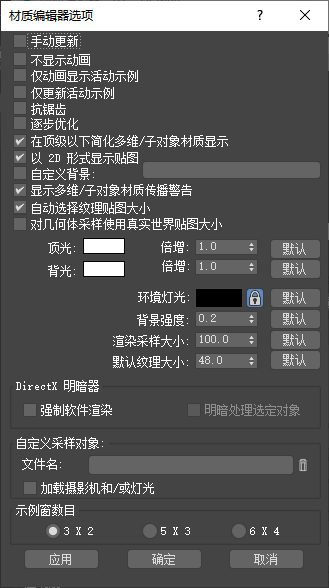 材质编辑器选项
手动更新
不显示动画
仅动画显示活动示例
仅更新活动示例
抗锯齿
逐步优化
在顶级以下简化多维/子对象材质显示
以 2D 形式显示贴图
自定义背景:
显示多维/子对象材质传播警告
自动选择纹理贴图大小
对几何体采样使用真实世界贴图大小
顶光: 倍增: 1.0 默认
背光: 倍增: 1.0 默认
环境灯光: 默认
背景强度: 0.2 默认
渲染采样大小: 100.0 默认
默认纹理大小: 48.0 默认
DirectX 明暗器
强制软件渲染 明暗处理选定对象
自定义采样对象:
文件名:
加载摄影机和/或灯光
示例窗数目
3 X 2 5 X 3 6 X 4
应用 确定 取消